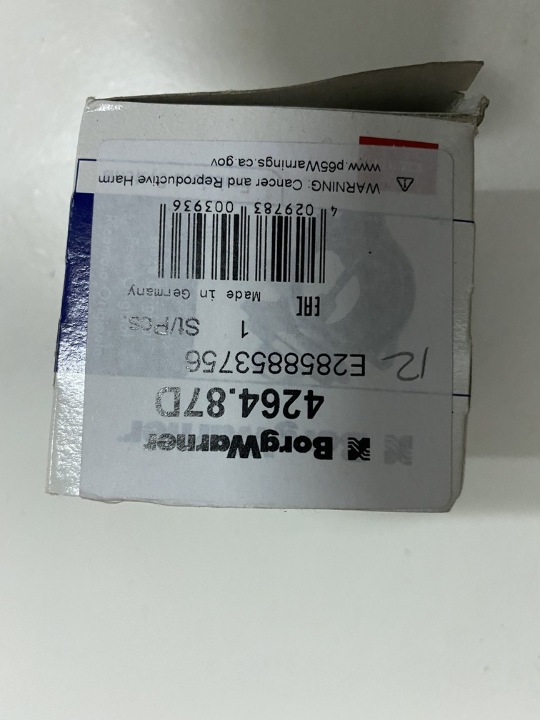 BorgWarner
4264.87D
E2858853756
12
1 St/Pcs.
EAC Made in Germany
4 029783 003936
WARNING: Cancer and Reproductive Harm
www.p65Warnings.ca.gov